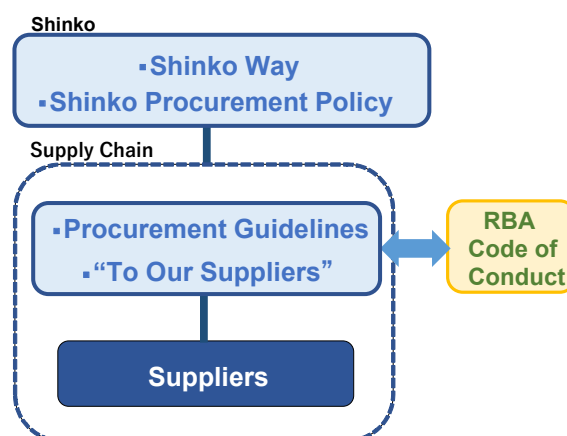 Shinko
▪Shinko Way
▪Shinko Procurement Policy
Supply Chain
▪Procurement Guidelines
▪“To Our Suppliers”
RBA
Code of
Conduct
Suppliers